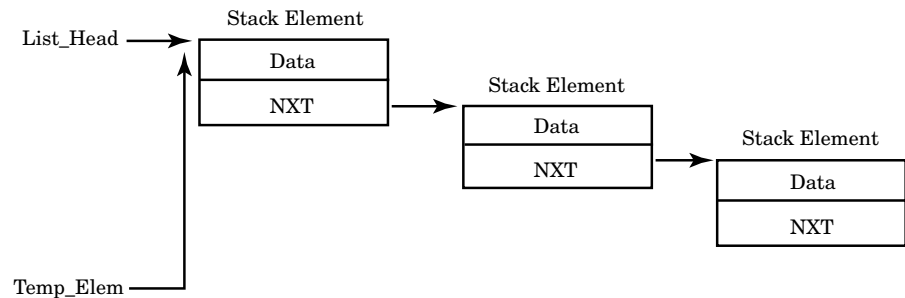 Stack Element
List_Head
Data
NXT
Stack Element
Data
NXT
Stack Element
Data
NXT
Temp_Elem